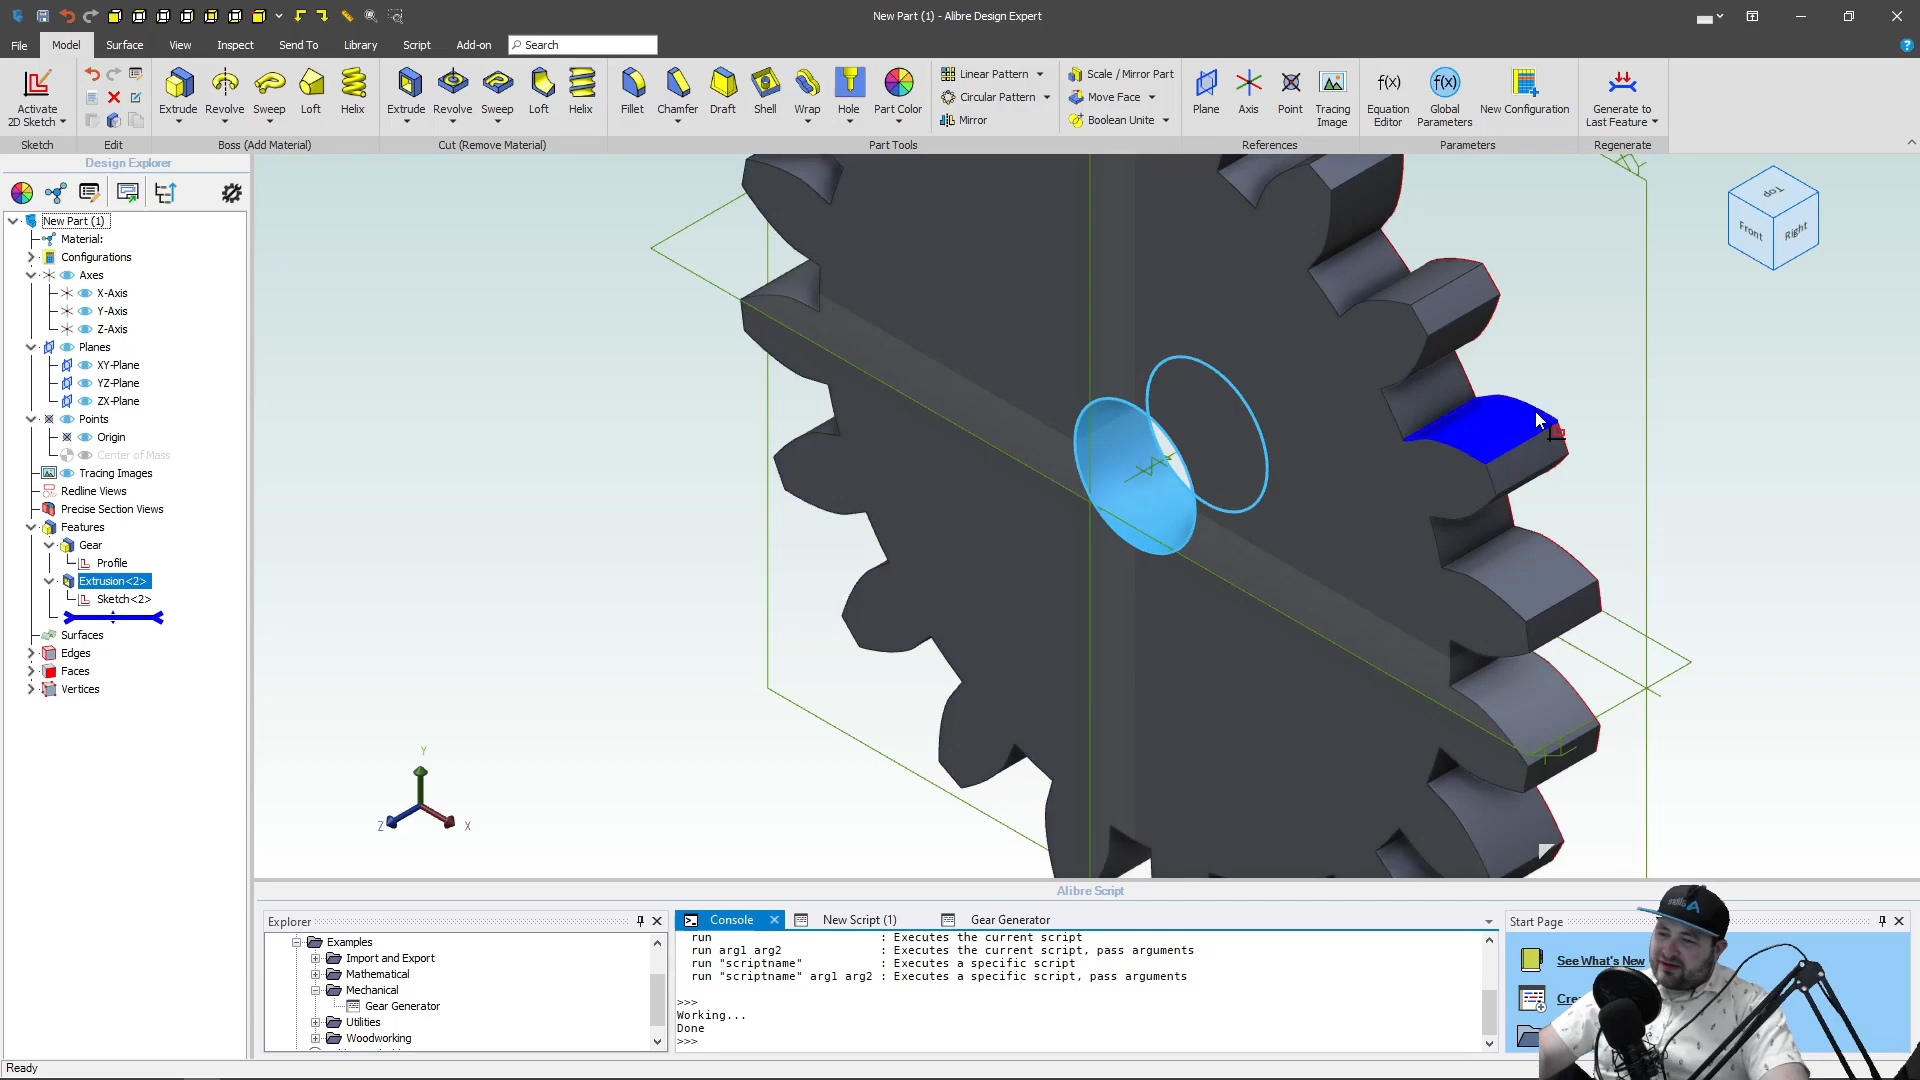 New Part (1) - Alibre Design Expert
File Model Surface View Inspect Send To Library Script Add-on Search
Activate
2D Sketch
Extrude Revolve Sweep Loft Helix
Extrude Revolve Sweep Loft Helix
Fillet Chamfer Draft Shell Wrap Hole Part Color
Linear Pattern
Circular Pattern
Mirror
Scale / Mirror Part
Move Face
Boolean Unite
Plane Axis Point Tracing
Image
Equation
Editor
Global
Parameters
New Configuration
Generate to
Last Feature
Sketch Edit Boss (Add Material) Cut (Remove Material) Part Tools References Parameters Regenerate
Design Explorer
New Part (1)
Material:
Configurations
Axes
X-Axis
Y-Axis
Z-Axis
Planes
XY-Plane
YZ-Plane
ZX-Plane
Points
Origin
Center of Mass
Tracing Images
Redline Views
Precise Section Views
Features
Gear
Profile
Extrusion<2>
Sketch<2>
Surfaces
Edges
Faces
Vertices
Top
Front Right
Y
Z X
Alibre Script
Explorer
Examples
Import and Export
Mathematical
Mechanical
Gear Generator
Utilities
Woodworking
Console New Script (1) Gear Generator
run : Executes the current script
run arg1 arg2 : Executes the current script, pass arguments
run "scriptname" : Executes a specific script
run "scriptname" arg1 arg2 : Executes a specific script, pass arguments
>>>
Working...
Done
>>>
Start Page
See What's New
Ready